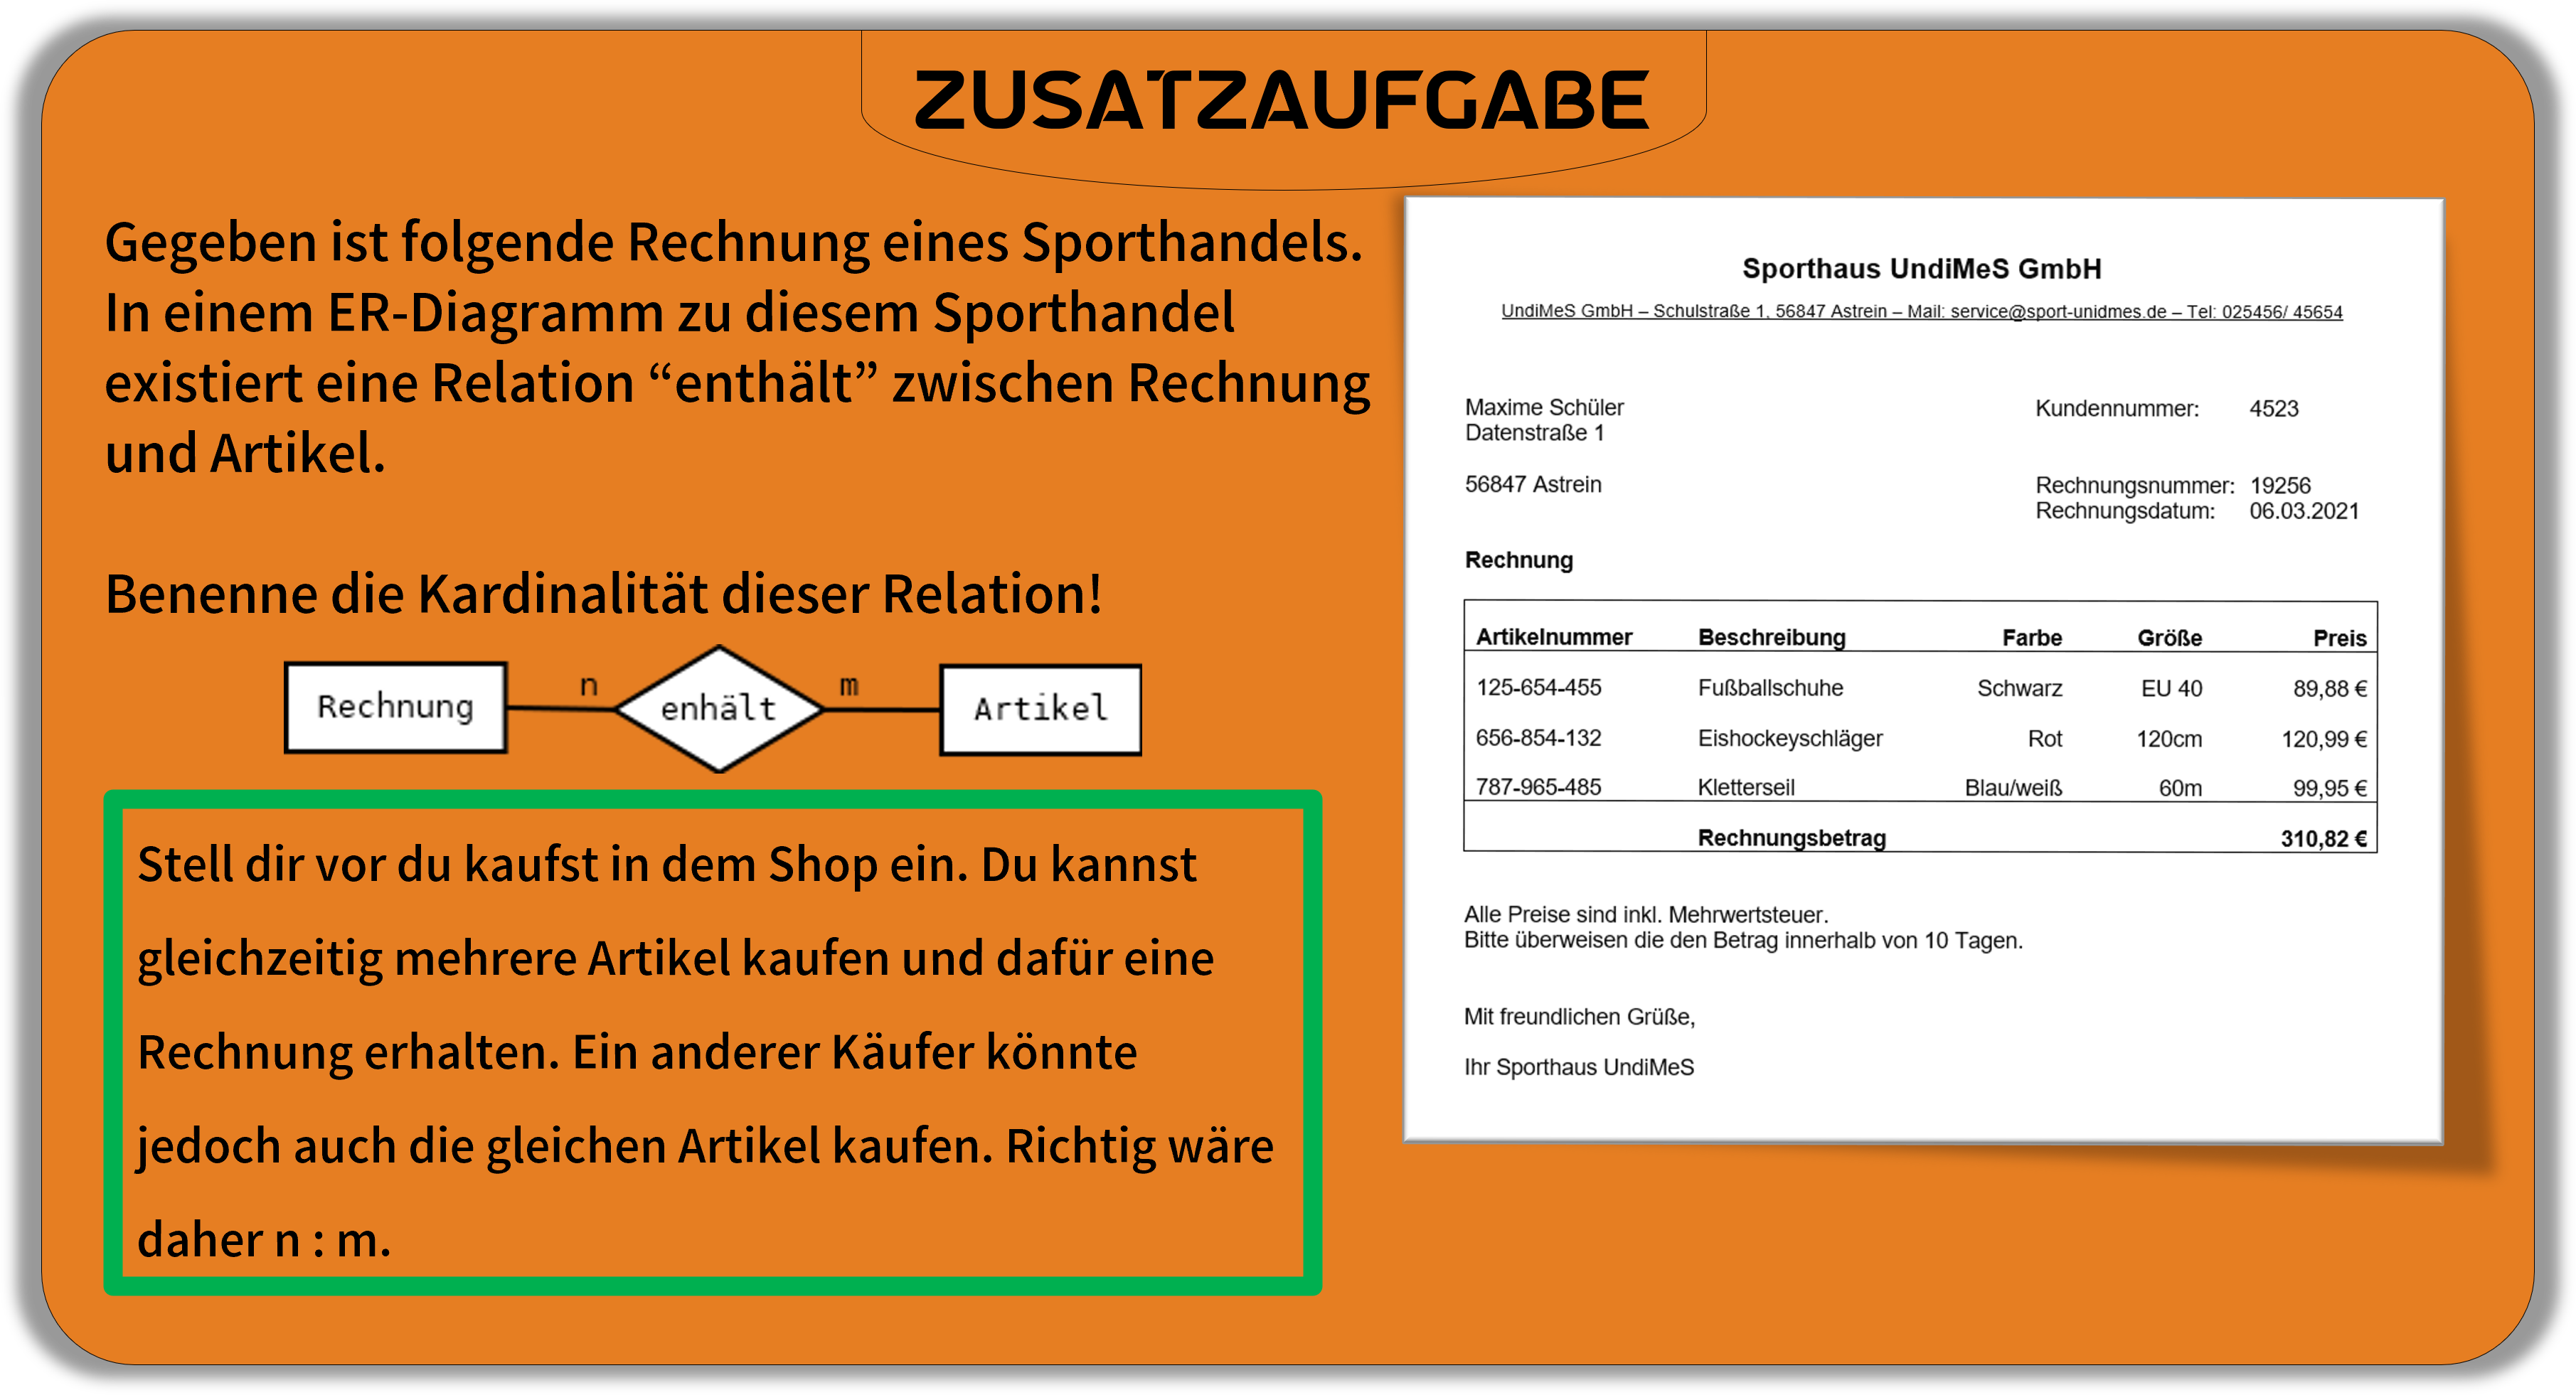 ZUSATZAUFGABE
Gegeben ist folgende Rechnung eines Sporthandels.
In einem ER-Diagramm zu diesem Sporthandel
existiert eine Relation “enthält” zwischen Rechnung
und Artikel.
Benenne die Kardinalität dieser Relation!
Rechnung n enhält m Artikel
Stell dir vor du kaufst in dem Shop ein. Du kannst
gleichzeitig mehrere Artikel kaufen und dafür eine
Rechnung erhalten. Ein anderer Käufer könnte
jedoch auch die gleichen Artikel kaufen. Richtig wäre
daher n : m.
Sporthaus UndiMeS GmbH
UndiMeS GmbH – Schulstraße 1, 56847 Astrein – Mail: service@sport-unidmes.de – Tel: 025456/ 45654
Maxime Schüler Kundennummer: 4523
Datenstraße 1
56847 Astrein Rechnungsnummer: 19256
Rechnungsdatum: 06.03.2021
Rechnung
Artikelnummer Beschreibung Farbe Größe Preis
125-654-455 Fußballschuhe Schwarz EU 40 89,88 €
656-854-132 Eishockeyschläger Rot 120cm 120,99 €
787-965-485 Kletterseil Blau/weiß 60m 99,95 €
Rechnungsbetrag 310,82 €
Alle Preise sind inkl. Mehrwertsteuer.
Bitte überweisen die den Betrag innerhalb von 10 Tagen.
Mit freundlichen Grüße,
Ihr Sporthaus UndiMeS